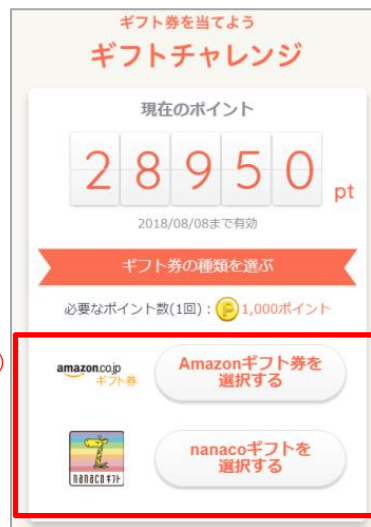 ギフト券を当てよう
ギフトチャレンジ
現在のポイント
28950 pt
2018/08/08まで有効
ギフト券の種類を選ぶ
必要なポイント数(1回)：P1,000ポイント
amazon.co.jp
ギフト券
Amazonギフト券を
選択する
nanacoギフト
nanacoギフトを
選択する